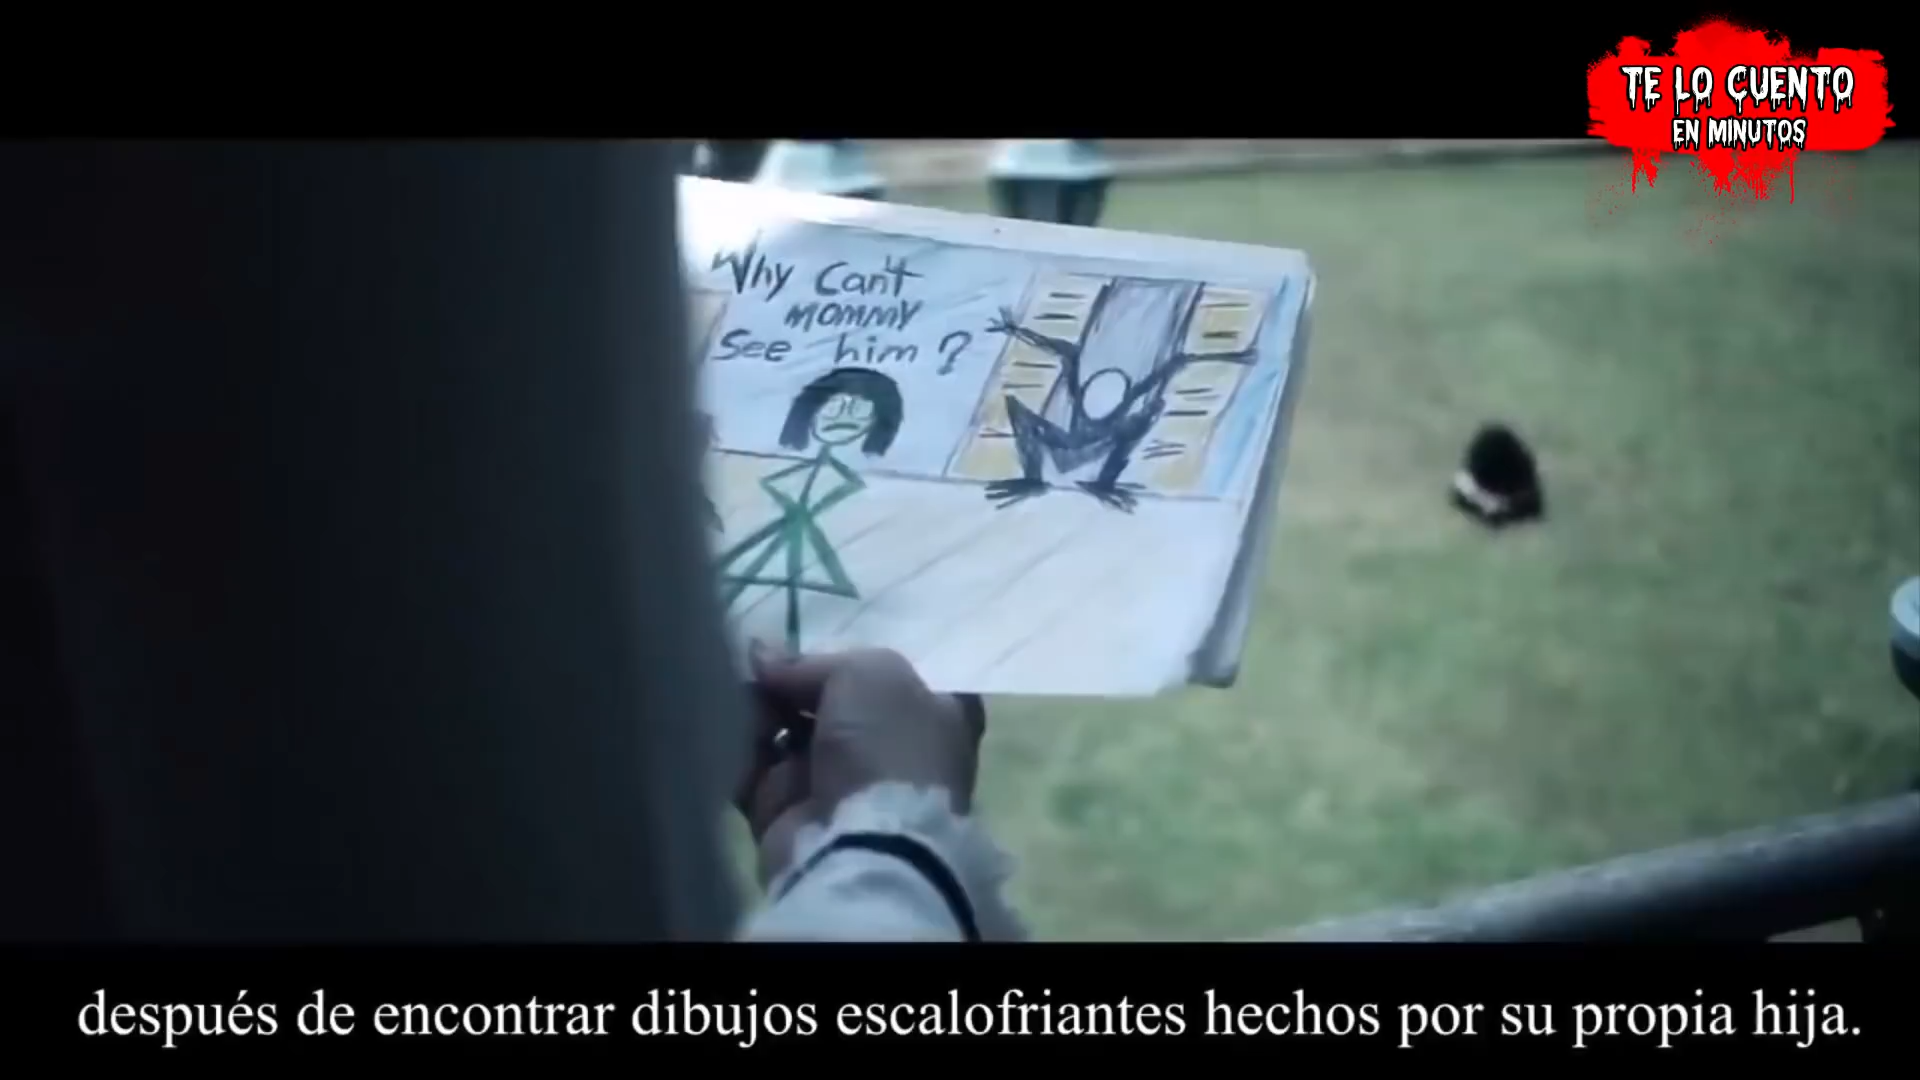 TE LO CUENTO
EN MINUTOS
Why Can't
MOMMY
See him?
después de encontrar dibujos escalofriantes hechos por su propia hija.